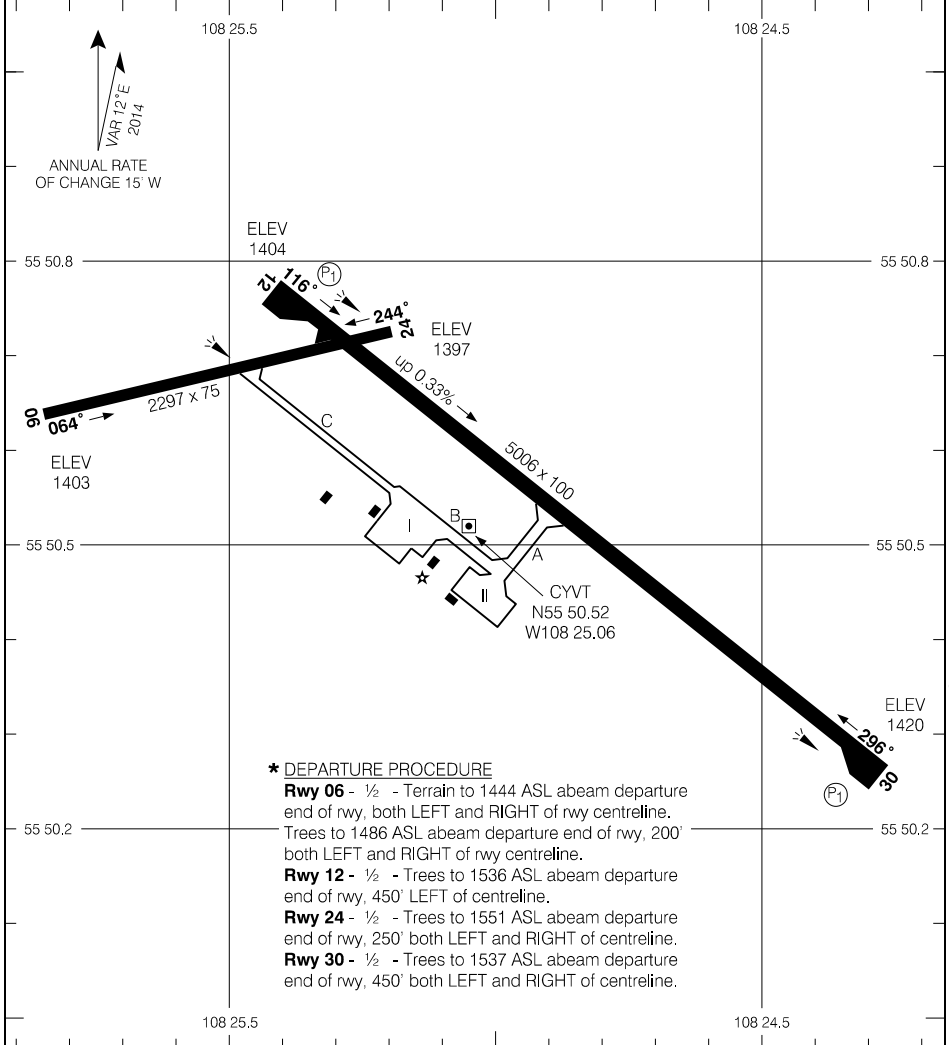 108 25.5
108 24.5
VAR 12°E
2014
ANNUAL RATE
OF CHANGE 15' W
ELEV
1404
55 50.8
55 50.8
12
116°
P1
244°
24
ELEV
1397
up 0.33%
2297 x 75
06
064°
ELEV
1403
C
5006 x 100
B
I
55 50.5
55 50.5
A
II
CYVT
N55 50.52
W108 25.06
ELEV
1420
296°
30
P1
* DEPARTURE PROCEDURE
Rwy 06 - ½ - Terrain to 1444 ASL abeam departure
end of rwy, both LEFT and RIGHT of rwy centreline.
Trees to 1486 ASL abeam departure end of rwy, 200'
both LEFT and RIGHT of rwy centreline.
Rwy 12 - ½ - Trees to 1536 ASL abeam departure
end of rwy, 450' LEFT of centreline.
Rwy 24 - ½ - Trees to 1551 ASL abeam departure
end of rwy, 250' both LEFT and RIGHT of centreline.
Rwy 30 - ½ - Trees to 1537 ASL abeam departure
end of rwy, 450' both LEFT and RIGHT of centreline.
55 50.2
55 50.2
108 25.5
108 24.5